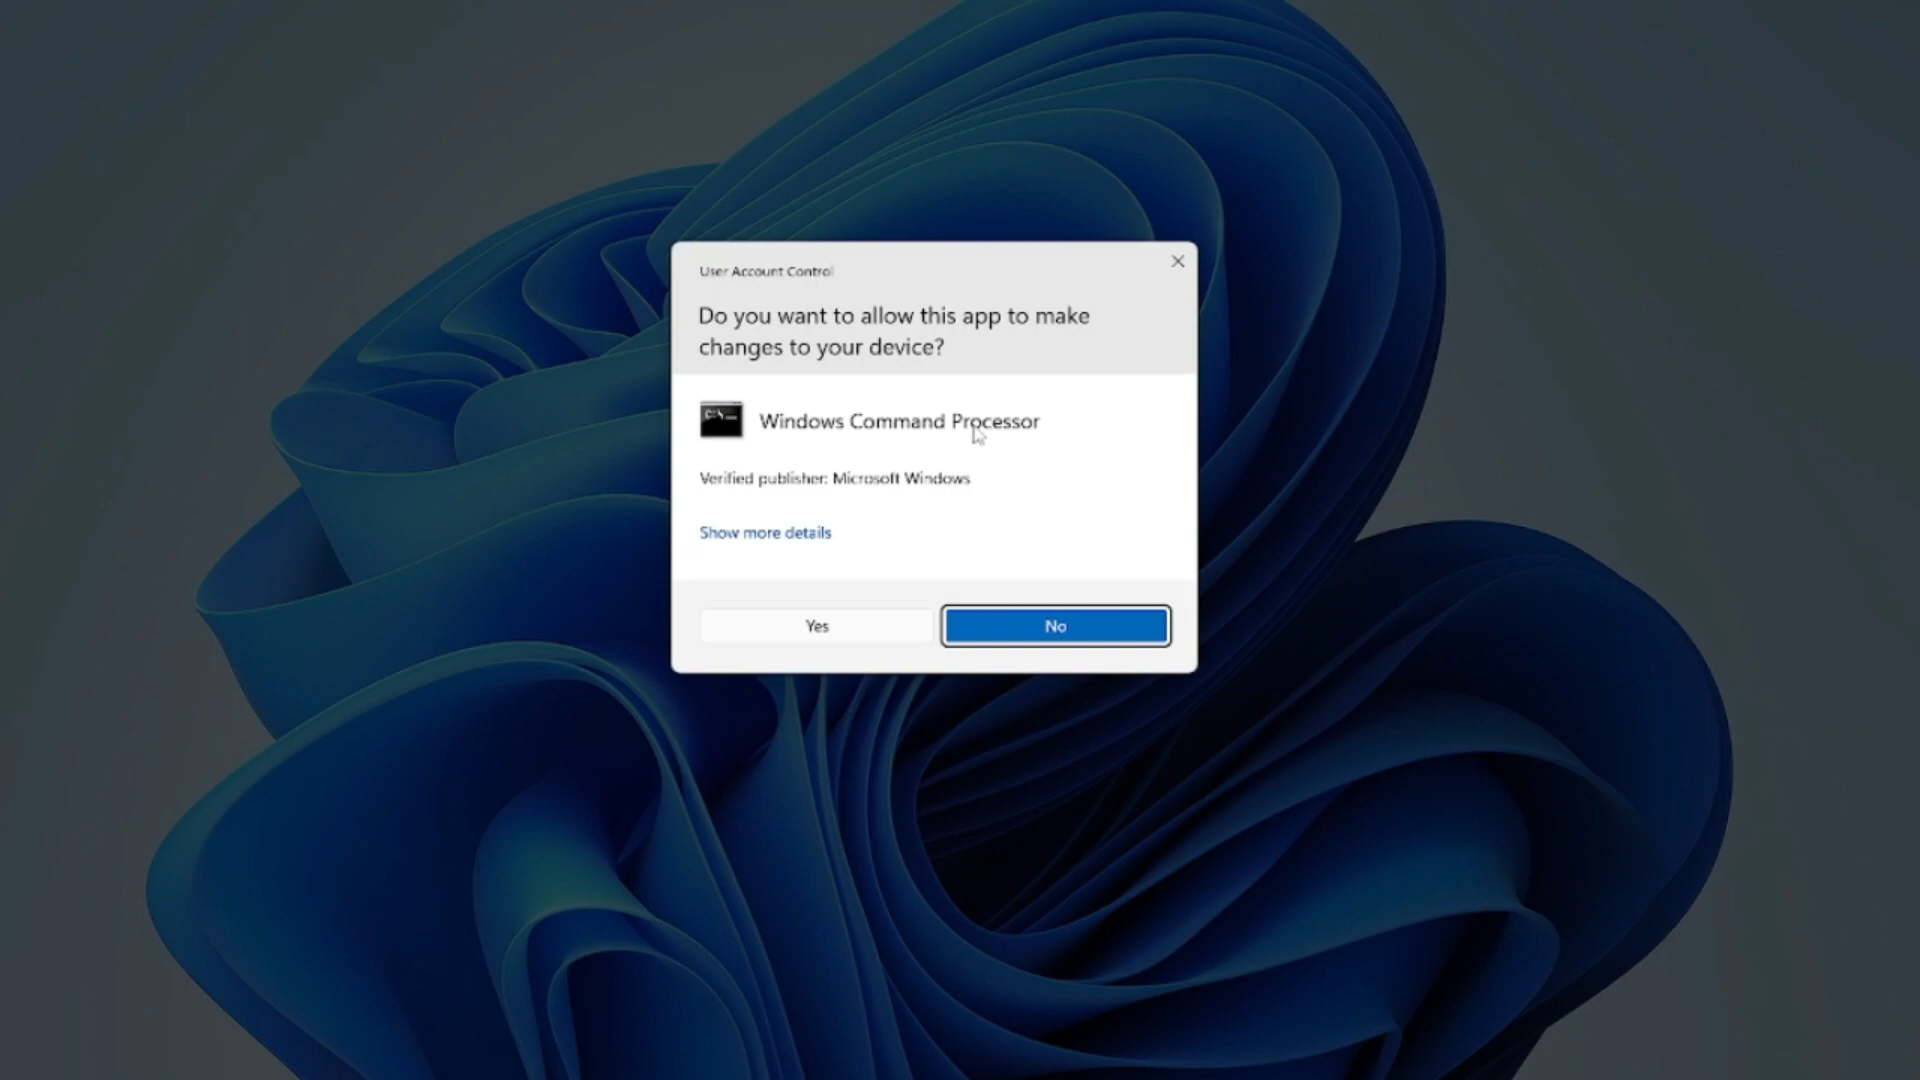 User Account Control
Do you want to allow this app to make
changes to your device?
C:\
Windows Command Processor
Verified publisher: Microsoft Windows
Show more details
Yes
No